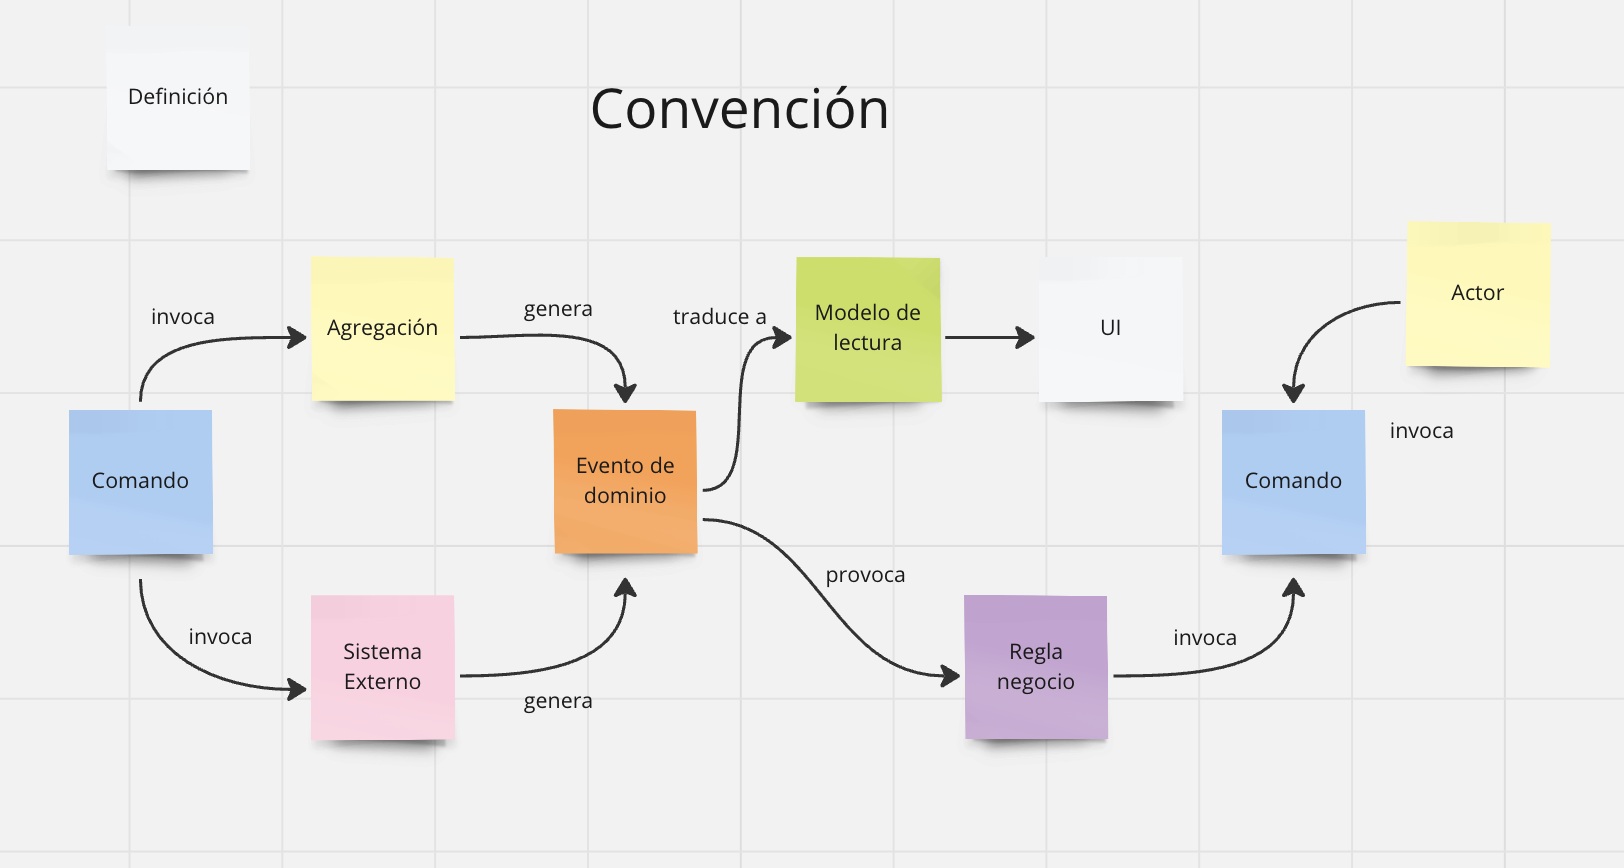 Definición
Convención
Actor
invoca
Agregación
genera
traduce a
Modelo de
lectura
UI
invoca
Comando
Evento de
dominio
Comando
provoca
invoca
Sistema
Externo
genera
Regla
negocio
invoca